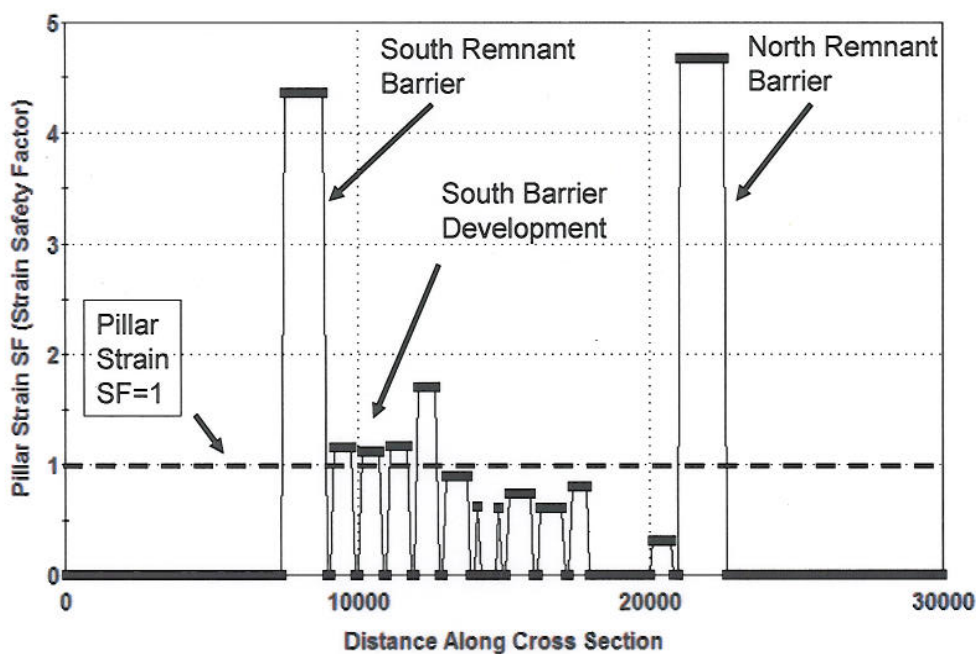 5
4
3
2
1
0
Pillar Strain SF (Strain Safety Factor)
South Remnant
Barrier
North Remnant
Barrier
South Barrier
Development
Pillar
Strain
SF=1
0
10000
20000
30000
Distance Along Cross Section